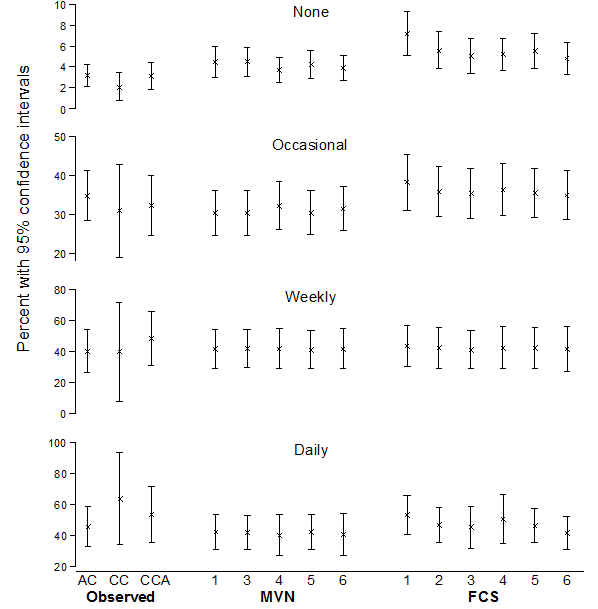 Percent with 95% confidence intervals
None
10
8
6
4
2
0
Occasional
50
40
30
20
Weekly
80
60
40
20
0
Daily
100
80
60
40
20
AC CC CCA 1 3 4 5 6 1 2 3 4 5 6
Observed MVN FCS